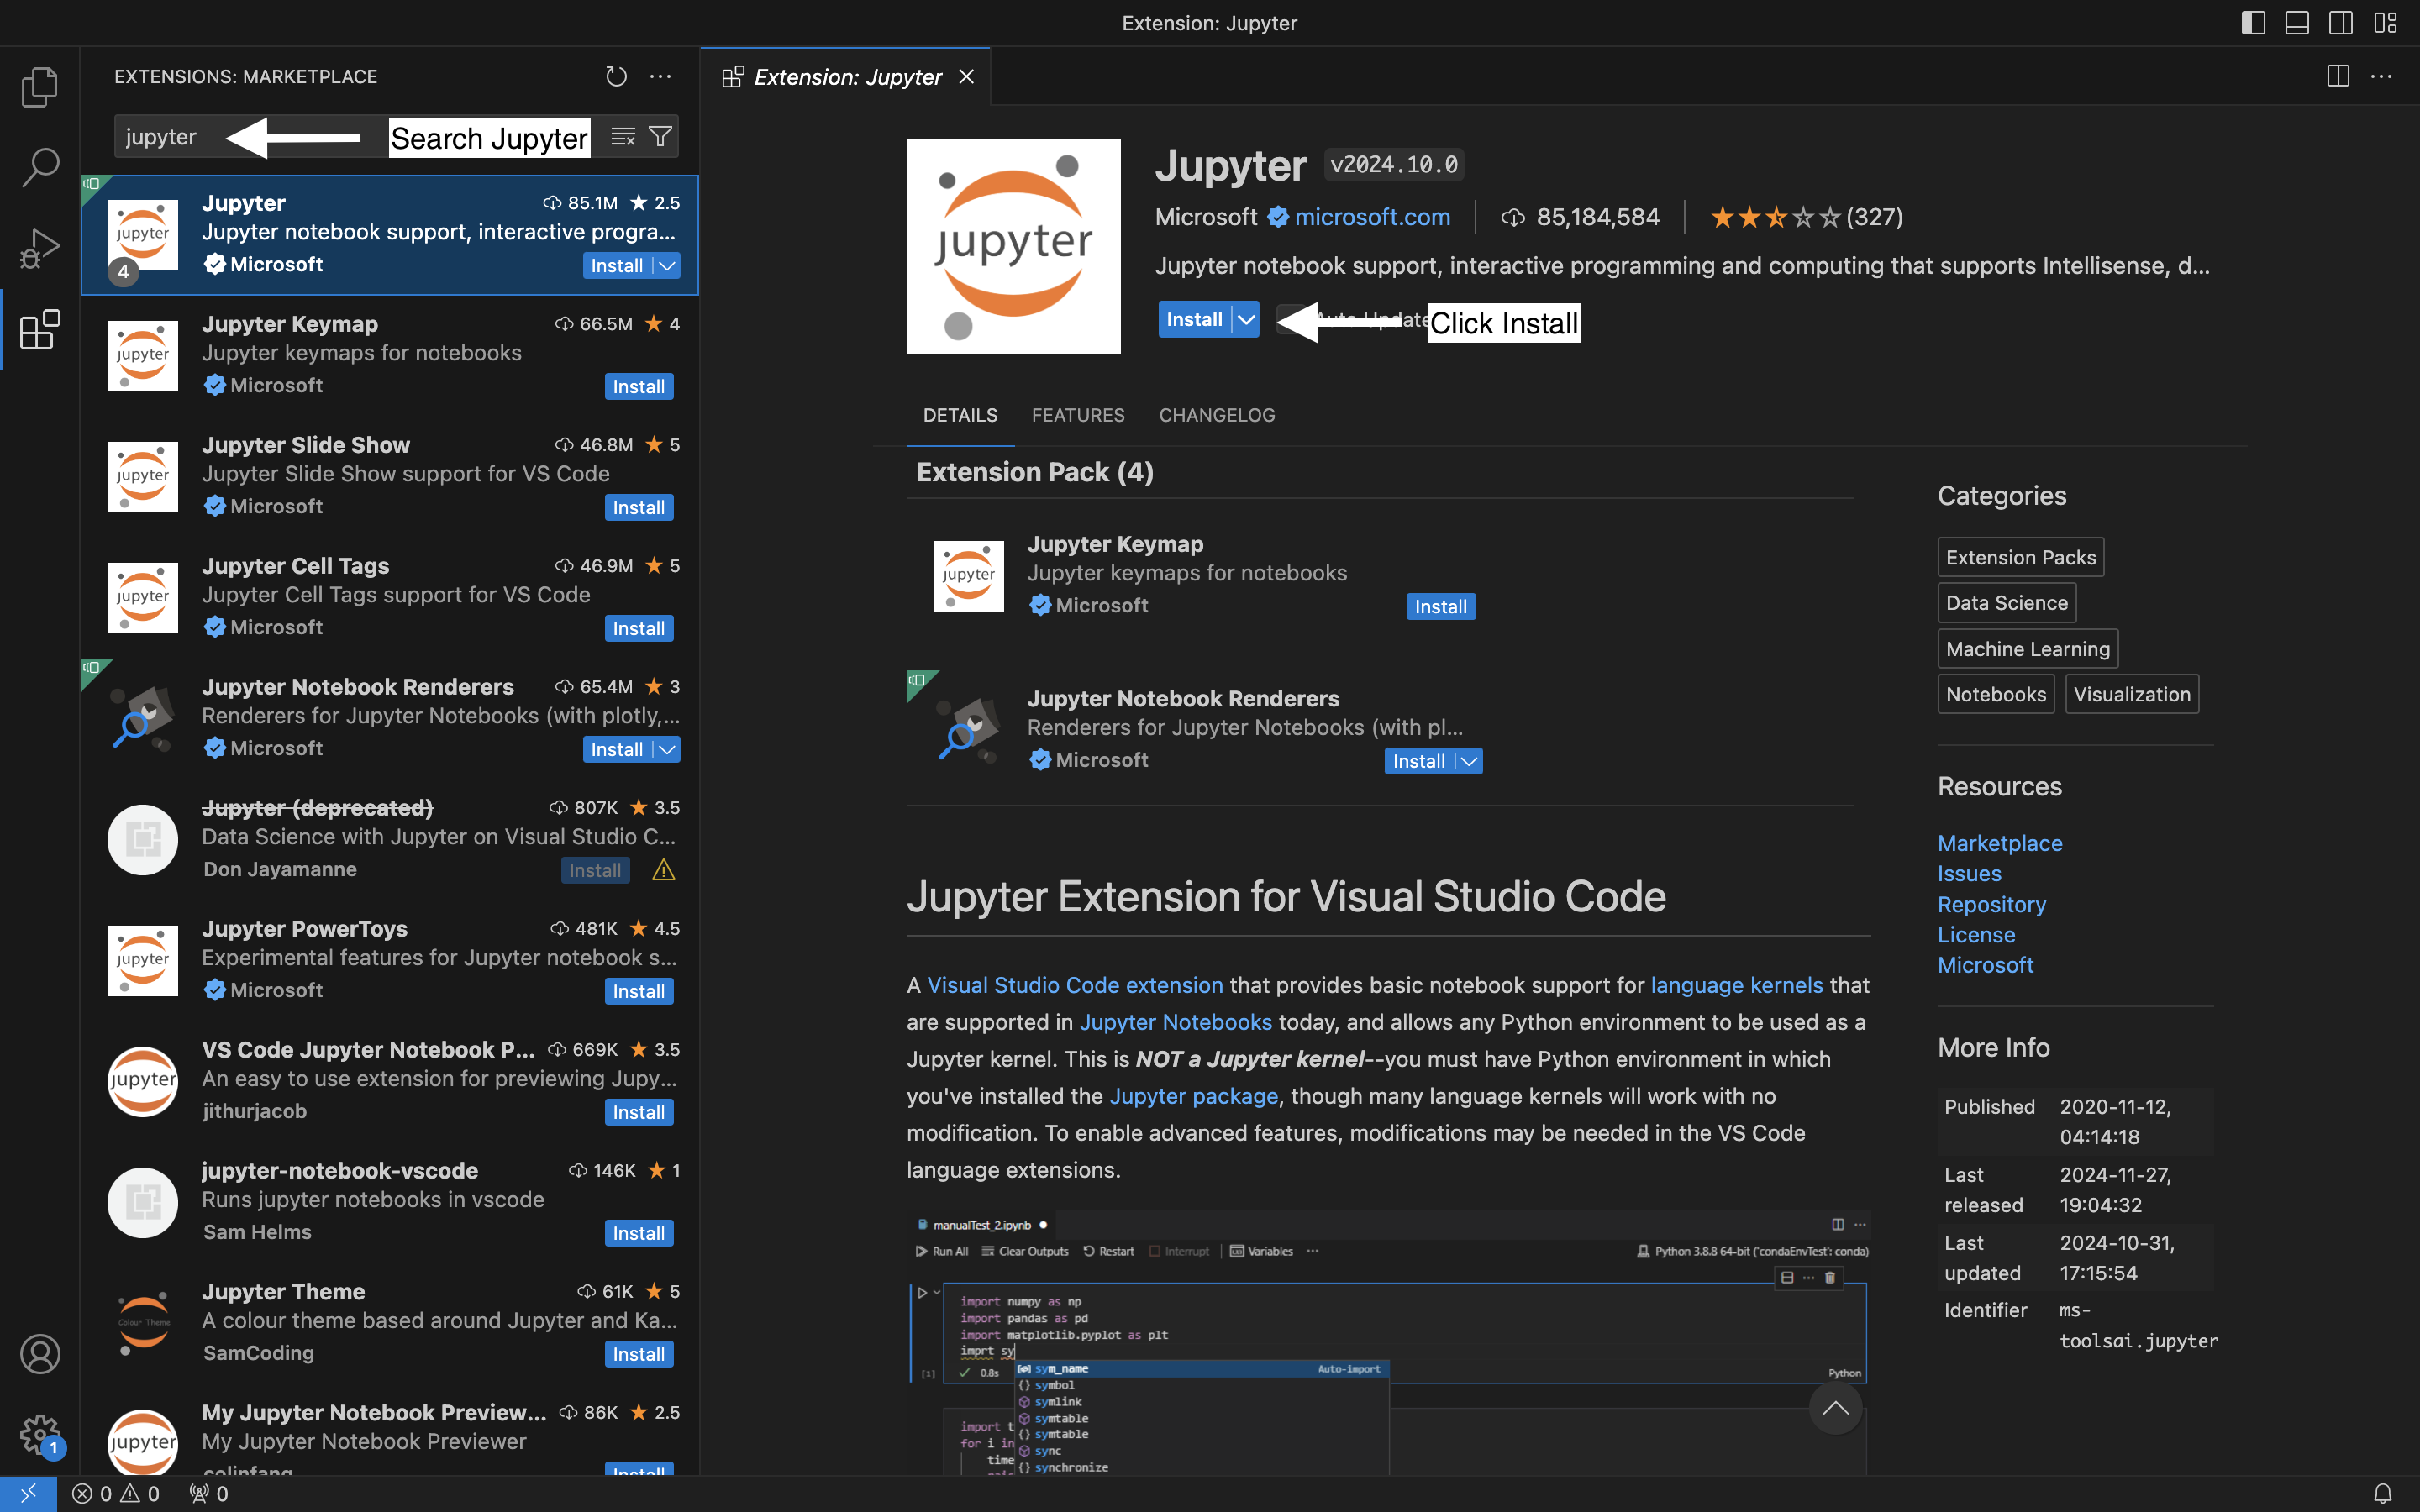 Extension: Jupyter
EXTENSIONS: MARKETPLACE
jupyter
Search Jupyter
Jupyter 85.1M 2.5
Jupyter notebook support, interactive progra...
Microsoft
Install
jupyter
4
Jupyter Keymap 66.5M 4
Jupyter keymaps for notebooks
Microsoft
Install
jupyter
Jupyter Slide Show 46.8M 5
Jupyter Slide Show support for VS Code
Microsoft
Install
jupyter
Jupyter Cell Tags 46.9M 5
Jupyter Cell Tags support for VS Code
Microsoft
Install
jupyter
Jupyter Notebook Renderers 65.4M 3
Renderers for Jupyter Notebooks (with plotly,...
Microsoft
Install
Jupyter (deprecated) 807K 3.5
Data Science with Jupyter on Visual Studio C...
Don Jayamanne
Install
Jupyter PowerToys 481K 4.5
Experimental features for Jupyter notebook s...
Microsoft
Install
jupyter
VS Code Jupyter Notebook P... 669K 3.5
An easy to use extension for previewing Jupy...
jithurjacob
Install
jupyter
jupyter-notebook-vscode 146K 1
Runs jupyter notebooks in vscode
Sam Helms
Install
Jupyter Theme 61K 5
A colour theme based around Jupyter and Ka...
SamCoding
Install
Colour Theme
My Jupyter Notebook Preview... 86K 2.5
My Jupyter Notebook Previewer
colinfang
Install
jupyter
1
0 0 0
Extension: Jupyter
jupyter
Jupyter v2024.10.0
Microsoft microsoft.com 85,184,584 (327)
Jupyter notebook support, interactive programming and computing that supports Intellisense, d...
Install
Auto Update
Click Install
DETAILS FEATURES CHANGELOG
Extension Pack (4)
jupyter
Jupyter Keymap
Jupyter keymaps for notebooks
Microsoft
Install
Jupyter Notebook Renderers
Renderers for Jupyter Notebooks (with pl...
Microsoft
Install
Jupyter Extension for Visual Studio Code
A Visual Studio Code extension that provides basic notebook support for language kernels that
are supported in Jupyter Notebooks today, and allows any Python environment to be used as a
Jupyter kernel. This is NOT a Jupyter kernel--you must have Python environment in which
you've installed the Jupyter package, though many language kernels will work with no
modification. To enable advanced features, modifications may be needed in the VS Code
language extensions.
manualTest_2.ipynb
Run All Clear Outputs Restart Interrupt Variables ... Python 3.8.8 64-bit ('condaEnvTest': conda)
import numpy as np
import pandas as pd
import matplotlib.pyplot as plt
imprt sy
[1] 0.8s
Python
sym_name Auto-import
symbol
symlink
symtable
symtable
sync
synchronize
import t
for i in
time
Categories
Extension Packs
Data Science
Machine Learning
Notebooks
Visualization
Resources
Marketplace
Issues
Repository
License
Microsoft
More Info
Published 2020-11-12,
04:14:18
Last 2024-11-27,
released 19:04:32
Last 2024-10-31,
updated 17:15:54
Identifier ms-
toolsai.jupyter